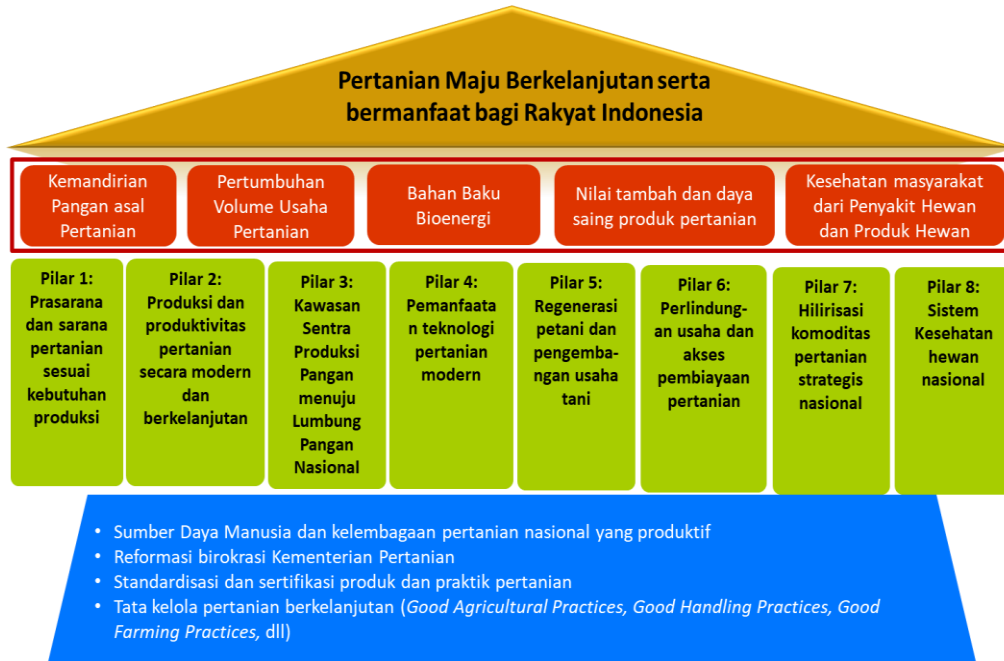 Pertanian Maju Berkelanjutan serta
bermanfaat bagi Rakyat Indonesia
Kemandirian
Pangan asal
Pertanian
Pertumbuhan
Volume Usaha
Pertanian
Bahan Baku
Bioenergi
Nilai tambah dan daya
saing produk pertanian
Kesehatan masyarakat
dari Penyakit Hewan
dan Produk Hewan
Pilar 1:
Prasarana
dan sarana
pertanian
sesuai
kebutuhan
produksi
Pilar 2:
Produksi dan
produktivitas
pertanian
secara modern
dan
berkelanjutan
Pilar 3:
Kawasan
Sentra
Produksi
Pangan
menuju
Lumbung
Pangan
Nasional
Pilar 4:
Pemanfaata
n teknologi
pertanian
modern
Pilar 5:
Regenerasi
petani dan
pengemba-
ngan usaha
tani
Pilar 6:
Perlindung-
an usaha dan
akses
pembiayaan
pertanian
Pilar 7:
Hilirisasi
komoditas
pertanian
strategis
nasional
Pilar 8:
Sistem
Kesehatan
hewan
nasional
• Sumber Daya Manusia dan kelembagaan pertanian nasional yang produktif
• Reformasi birokrasi Kementerian Pertanian
• Standardisasi dan sertifikasi produk dan praktik pertanian
• Tata kelola pertanian berkelanjutan (Good Agricultural Practices, Good Handling Practices, Good
Farming Practices, dll)